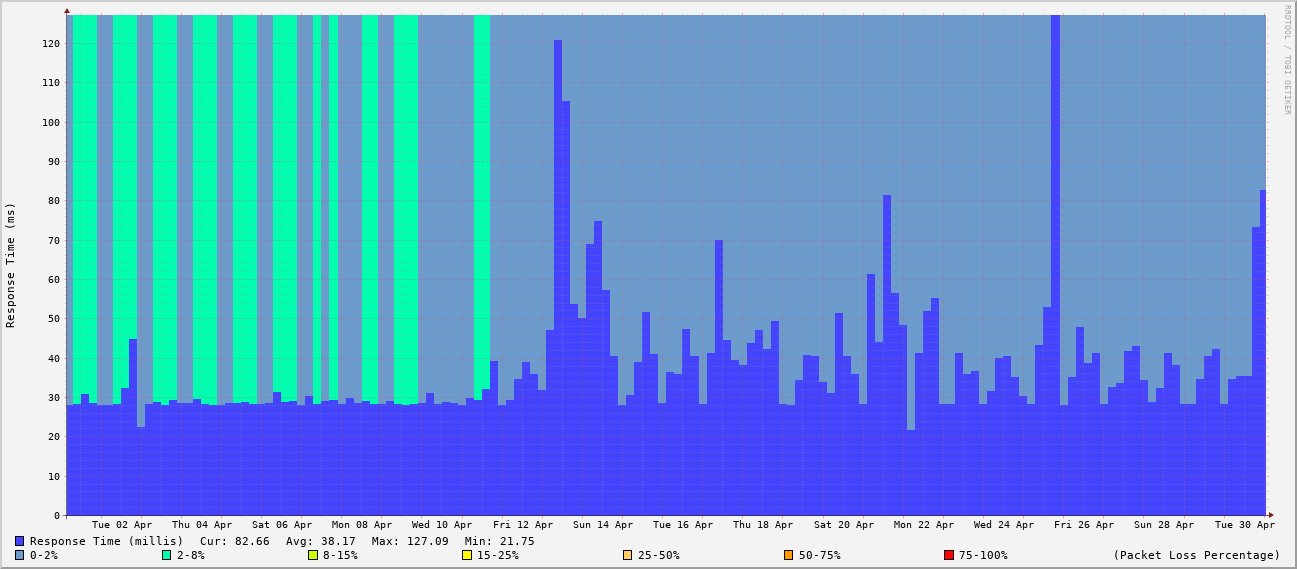 RRDTOOL / TOBI OETIKER
Response Time (ms)
120
110
100
90
80
70
60
50
40
30
20
10
0
Tue 02 Apr Thu 04 Apr Sat 06 Apr Mon 08 Apr Wed 10 Apr Fri 12 Apr Sun 14 Apr Tue 16 Apr Thu 18 Apr Sat 20 Apr Mon 22 Apr Wed 24 Apr Fri 26 Apr Sun 28 Apr Tue 30 Apr
Response Time (millis) Cur: 82.66 Avg: 38.17 Max: 127.09 Min: 21.75
0-2% 2-8% 8-15% 15-25% 25-50% 50-75% 75-100% (Packet Loss Percentage)